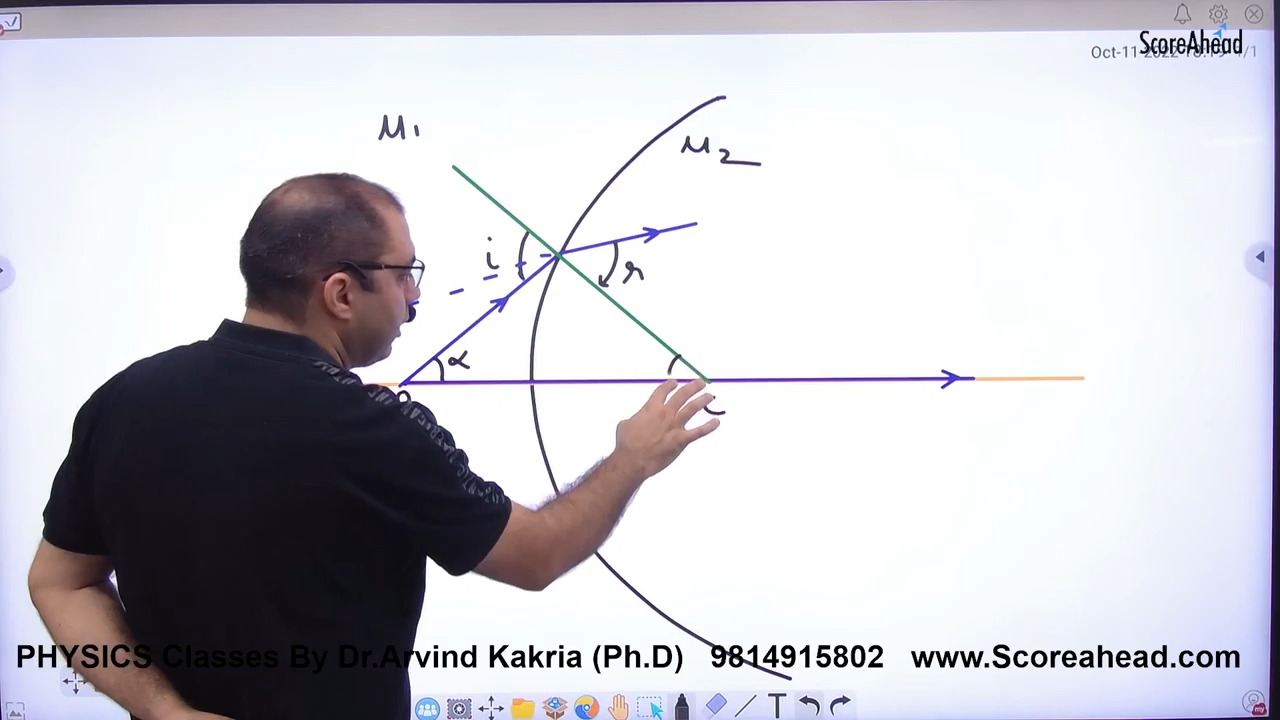 ScoreAhead
μ1
μ2
i
r
α
C
PHYSICS Classes By Dr.Arvind Kakria (Ph.D) 9814915802 www.Scoreahead.com
T